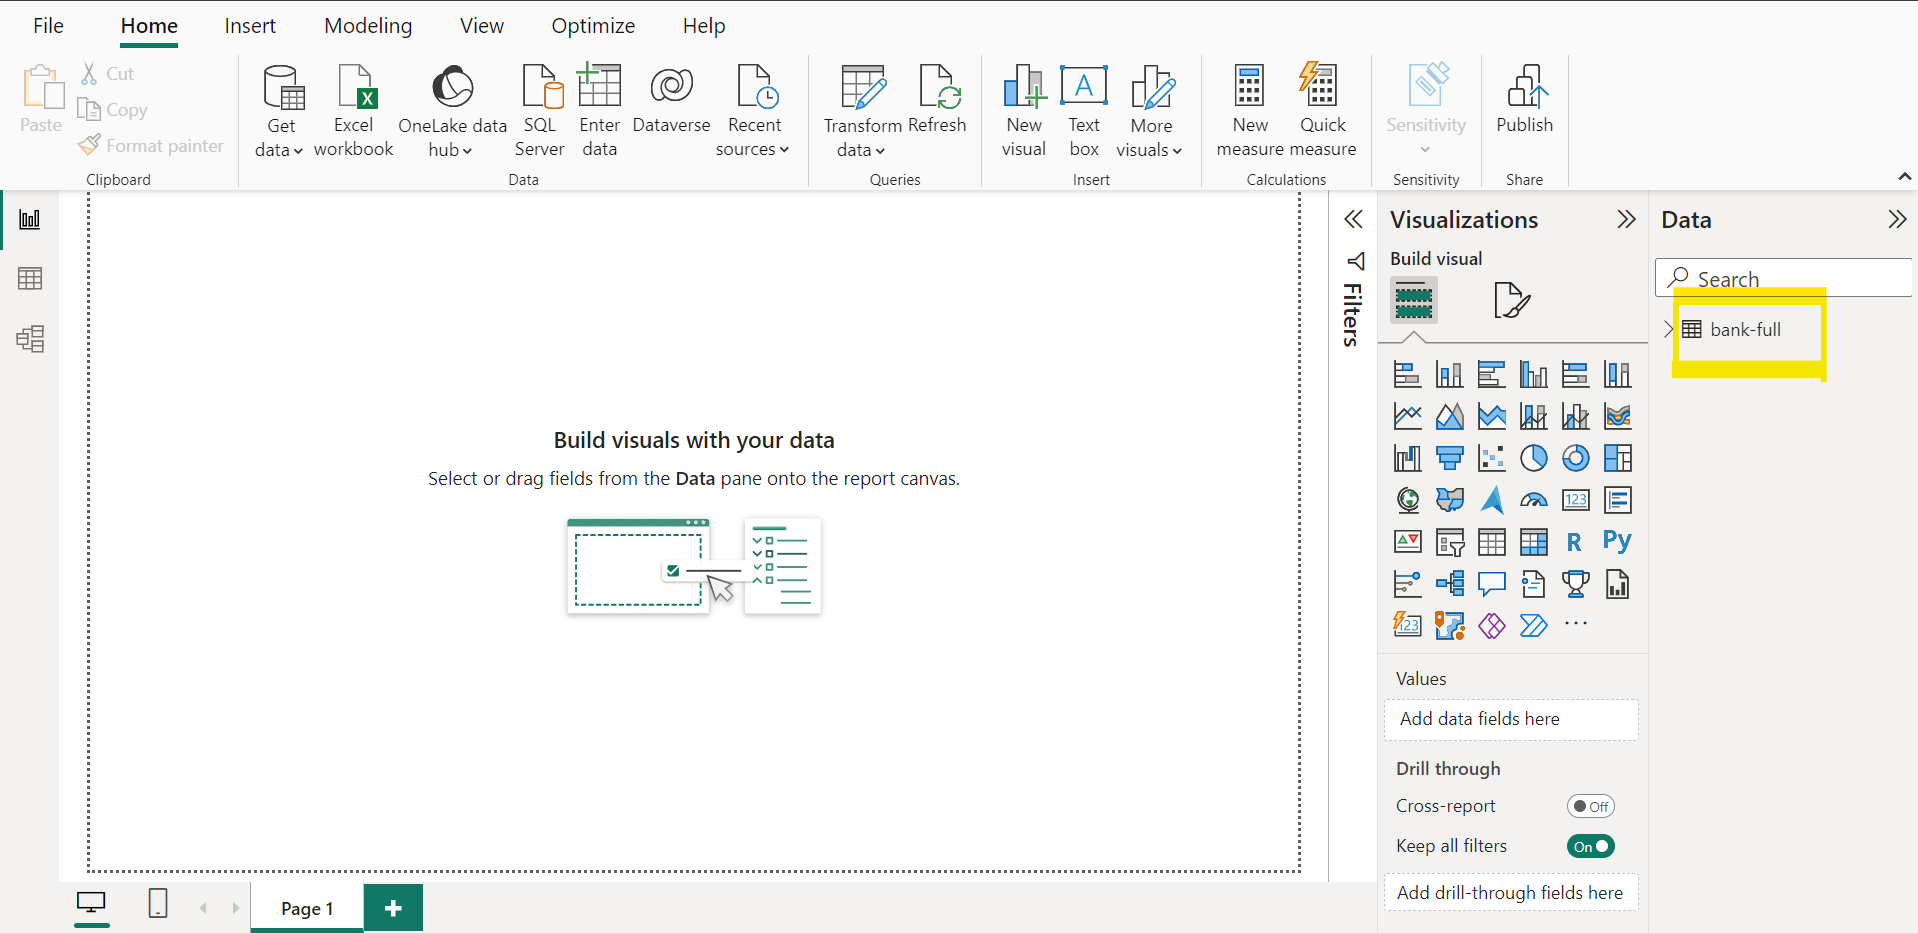 File Home Insert Modeling View Optimize Help
Paste
Cut
Copy
Format painter
Clipboard
Get data
Excel workbook
OneLake data hub
SQL Server
Enter data
Dataverse
Recent sources
Data
Transform data
Refresh
Queries
New visual
Text box
More visuals
Insert
New measure
Quick measure
Calculations
Sensitivity
Sensitivity
Publish
Share
Build visuals with your data
Select or drag fields from the Data pane onto the report canvas.
Filters
Visualizations
Build visual
123
R
Py
123
...
Values
Add data fields here
Drill through
Cross-report Off
Keep all filters On
Add drill-through fields here
Data
Search
bank-full
Page 1